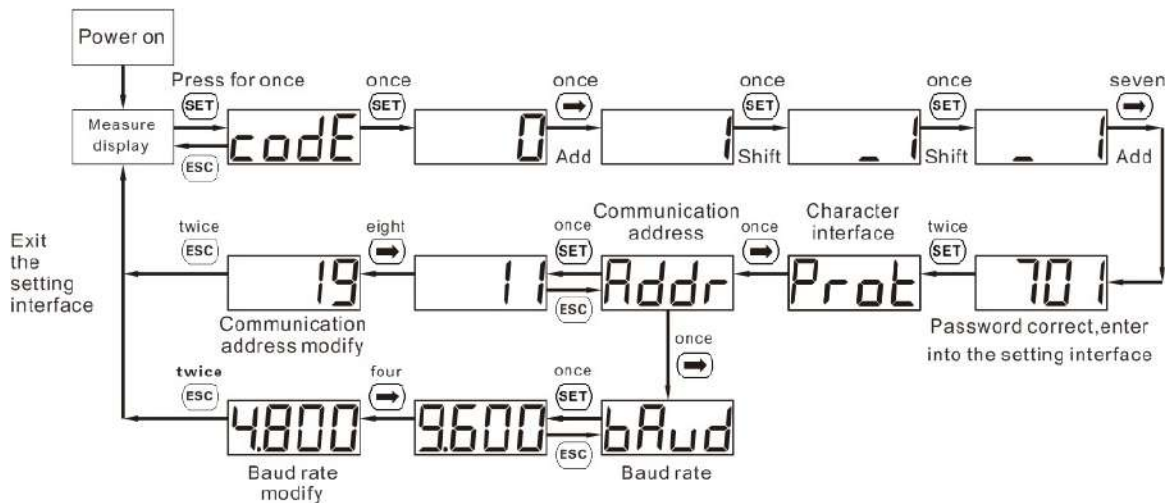 Power on
Press for once
once
once
once
once
seven
SET
SET
➡
SET
SET
➡
Measure
display
codE
0
1
_1
_ 1
ESC
Add
Shift
Shift
Add
Exit
the
setting
interface
twice
eight
once
Communication
address
once
Character
interface
twice
ESC
➡
SET
➡
SET
19
11
Addr
Prot
701
ESC
Communication
address modify
Password correct,enter
into the setting interface
once
➡
twice
four
once
ESC
➡
SET
4.800
9.600
bAud
ESC
Baud rate
modify
Baud rate